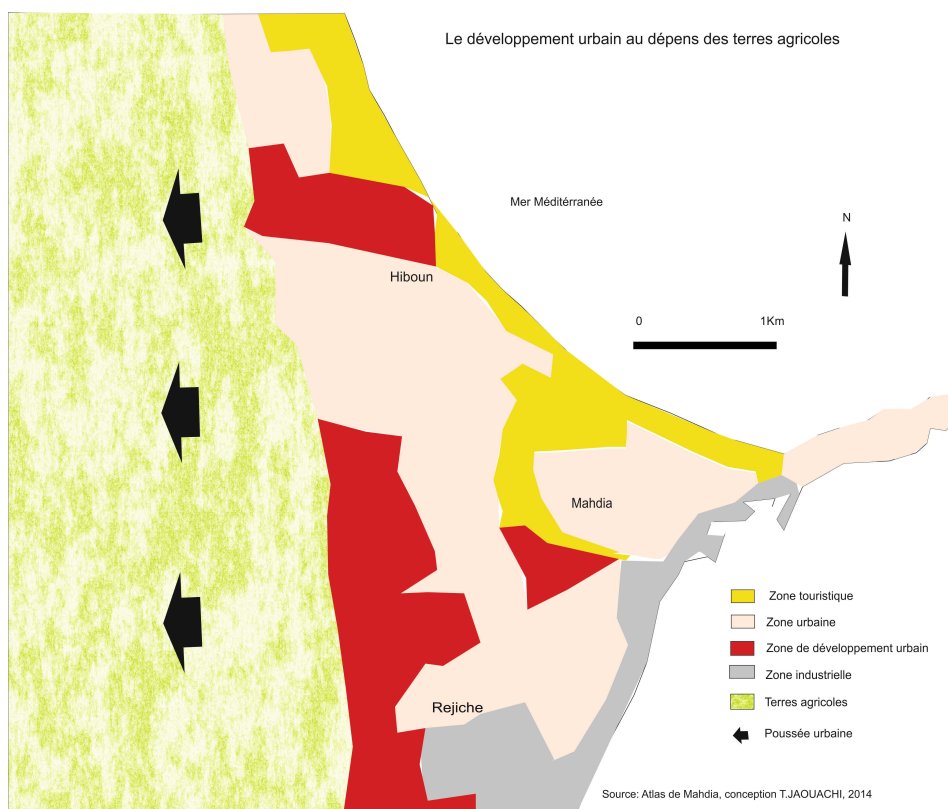 Le développement urbain au dépens des terres agricoles
Mer Méditérranée
N
0 1Km
Hiboun
Mahdia
Rejiche
Zone touristique
Zone urbaine
Zone de développement urbain
Zone industrielle
Terres agricoles
Poussée urbaine
Source: Atlas de Mahdia, conception T.JAOUACHI, 2014